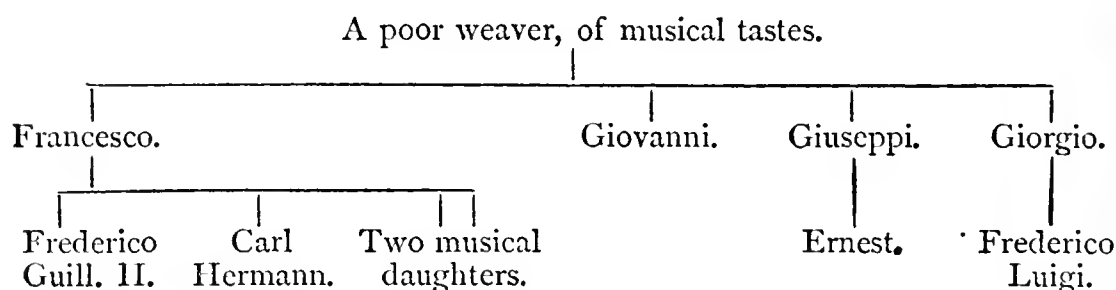 A poor weaver, of musical tastes.
Francesco. Giovanni. Giuseppi. Giorgio.
Frederico Carl Two musical Ernest. Frederico
Guill. II. Hermann. daughters. Luigi.